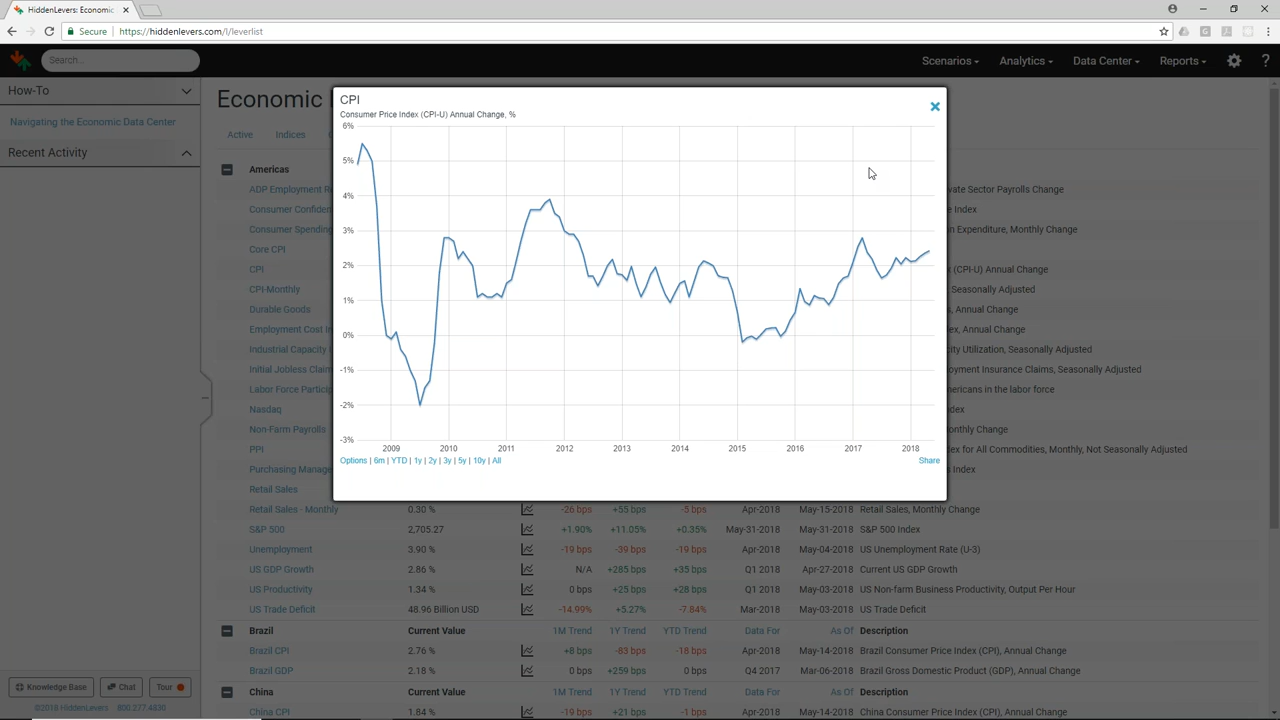 HiddenLevers: Economic
Secure | https://hiddenlevers.com/l/leverlist
Search...
Scenarios
Analytics
Data Center
Reports
?
How-To
Navigating the Economic Data Center
Recent Activity
Economic
Active
Indices
Americas
ADP Employment
vate Sector Payrolls Change
Consumer Confiden
Index
Consumer Spending
n Expenditure, Monthly Change
Core CPI
CPI
(CPI-U) Annual Change
CPI-Monthly
Seasonally Adjusted
Durable Goods
s, Annual Change
Employment Cost In
ex, Annual Change
Industrial Capacity
y Utilization, Seasonally Adjusted
Initial Jobless Claim
oyment Insurance Claims, Seasonally Adjusted
Labor Force Particip
mericans in the labor force
Nasdaq
dex
Non-Farm Payrolls
onthly Change
PPI
ndex for All Commodities, Monthly, Not Seasonally Adjusted
Purchasing Manage
s Index
Retail Sales
CPI
Consumer Price Index (CPI-U) Annual Change, %
6%
5%
4%
3%
2%
1%
0%
-1%
-2%
-3%
2009 2010 2011 2012 2013 2014 2015 2016 2017 2018
Options | 6m | YTD | 1y | 2y | 3y | 5y | 10y | All
Share
Retail Sales - Monthly 0.30 % -26 bps +55 bps -5 bps Apr-2018 May-15-2018 Retail Sales, Monthly Change
S&P 500 2,705.27 +1.90% +11.05% +0.35% May-31-2018 May-31-2018 S&P 500 Index
Unemployment 3.90 % -19 bps -39 bps -19 bps Apr-2018 May-04-2018 US Unemployment Rate (U-3)
US GDP Growth 2.86 % N/A +285 bps +35 bps Q1 2018 Apr-27-2018 Current US GDP Growth
US Productivity 1.34 % 0 bps +25 bps +28 bps Q1 2018 May-03-2018 US Non-farm Business Productivity, Output Per Hour
US Trade Deficit 48.96 Billion USD -14.99% +5.27% -7.84% Mar-2018 May-03-2018 US Trade Deficit
Brazil Current Value 1M Trend 1Y Trend YTD Trend Data For As Of Description
Brazil CPI 2.76 % +8 bps -83 bps -18 bps Apr-2018 May-14-2018 Brazil Consumer Price Index (CPI), Annual Change
Brazil GDP 2.18 % 0 bps +259 bps 0 bps Q4 2017 Mar-06-2018 Brazil Gross Domestic Product (GDP), Annual Change
China Current Value 1M Trend 1Y Trend YTD Trend Data For As Of Description
China CPI 1.84 % -19 bps +21 bps -1 bps Apr-2018 May-14-2018 China Consumer Price Index (CPI), Annual Change
Knowledge Base
Chat
Tour
©2018 HiddenLevers 800.277.4830